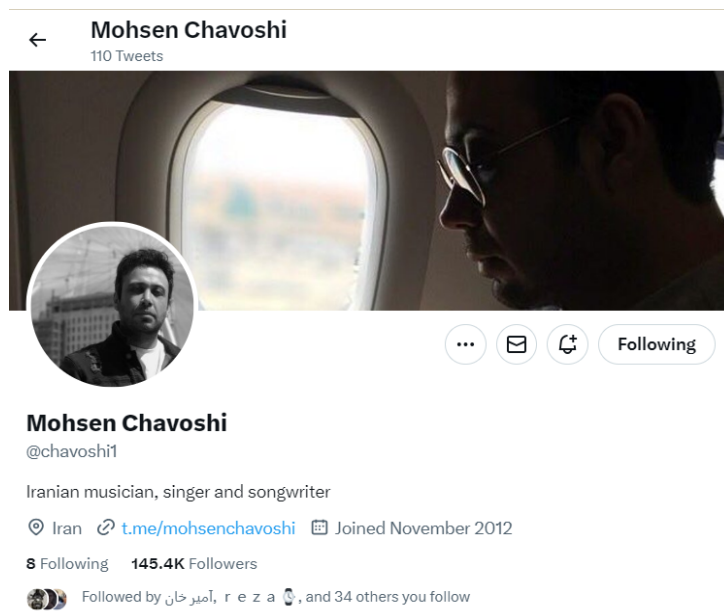 Mohsen Chavoshi
110 Tweets
Following
Mohsen Chavoshi
@chavoshi1
Iranian musician, singer and songwriter
Iran t.me/mohsenchavoshi Joined November 2012
8 Following 145.4K Followers
Followed by آمیرخان, r e z a ⌚, and 34 others you follow